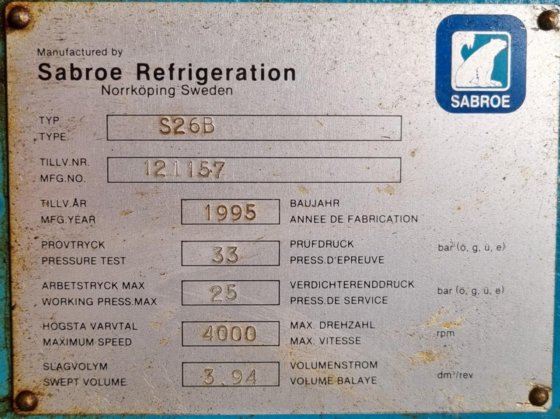 Manufactured by
Sabroe Refrigeration
Norrköping Sweden
SABROE
TYP
TYPE
S26B
TILLV.NR.
MFG.NO.
121157
TILLV.ÅR
MFG.YEAR
1995
BAUJAHR
ANNEE DE FABRICATION
PROVTRYCK
PRESSURE TEST
33
PRUFDRUCK
PRESS.D'EPREUVE
bar (ö, g, ü, e)
ARBETSTRYCK MAX
WORKING PRESS.MAX
25
VERDICHTERENDDRUCK
PRESS.DE SERVICE
bar (ö, g, ü, e)
HÖGSTA VARVTAL
MAXIMUM SPEED
4000
MAX. DREHZAHL
MAX. VITESSE
rpm
SLAGVOLYM
SWEPT VOLUME
3.94
VOLUMENSTROM
VOLUME BALAYE
dm³/rev